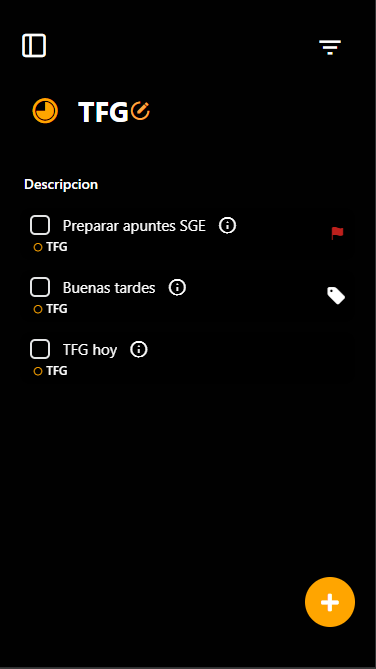 TFG
Descripcion
Preparar apuntes SGE
TFG
Buenas tardes
TFG
TFG hoy
TFG